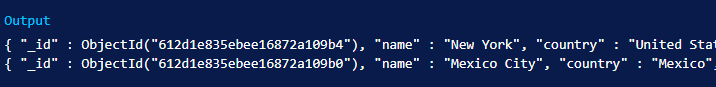 Output
{ "_id" : ObjectId("612d1e835ebee16872a109b4"), "name" : "New York", "country" : "United Stat
{ "_id" : ObjectId("612d1e835ebee16872a109b0"), "name" : "Mexico City", "country" : "Mexico",